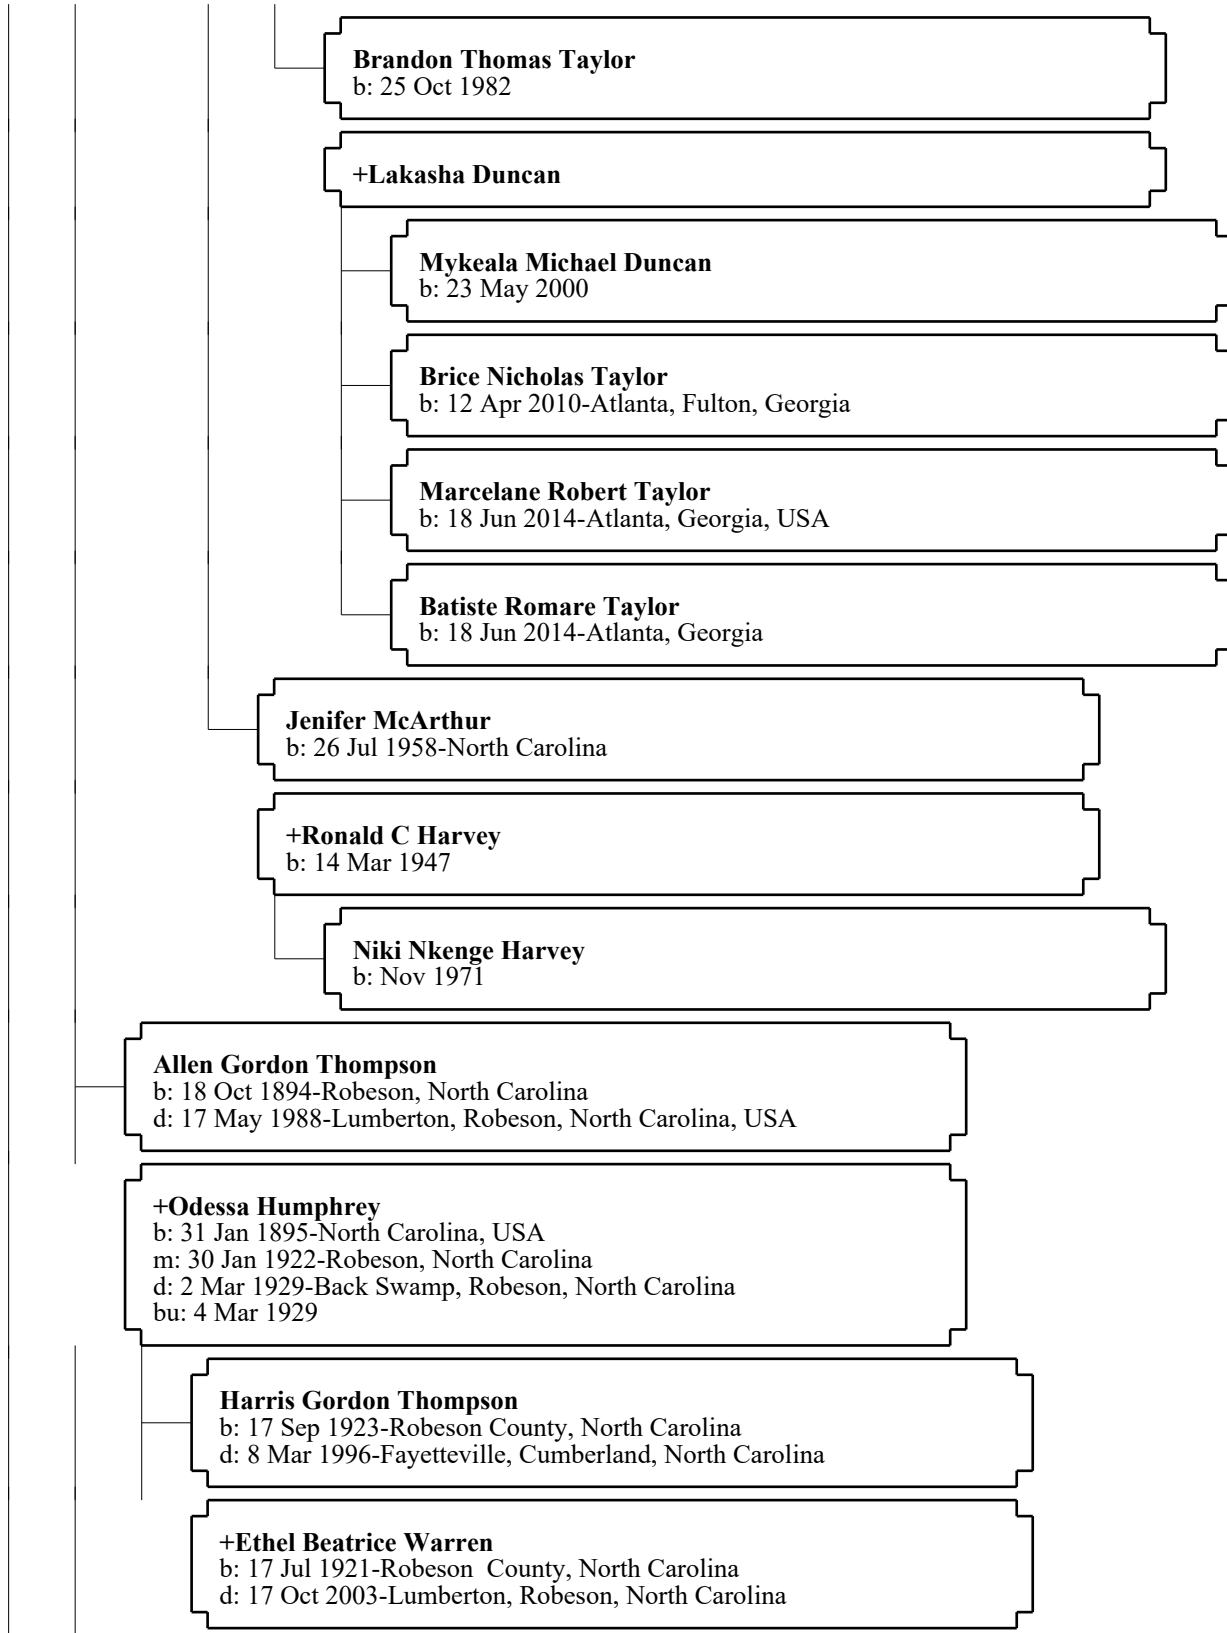 Brandon Thomas Taylor
b: 25 Oct 1982
+Lakasha Duncan
Mykeala Michael Duncan
b: 23 May 2000
Brice Nicholas Taylor
b: 12 Apr 2010-Atlanta, Fulton, Georgia
Marcelane Robert Taylor
b: 18 Jun 2014-Atlanta, Georgia, USA
Batiste Romare Taylor
b: 18 Jun 2014-Atlanta, Georgia
Jenifer McArthur
b: 26 Jul 1958-North Carolina
+Ronald C Harvey
b: 14 Mar 1947
Niki Nkenge Harvey
b: Nov 1971
Allen Gordon Thompson
b: 18 Oct 1894-Robeson, North Carolina
d: 17 May 1988-Lumberton, Robeson, North Carolina, USA
+Odessa Humphrey
b: 31 Jan 1895-North Carolina, USA
m: 30 Jan 1922-Robeson, North Carolina
d: 2 Mar 1929-Back Swamp, Robeson, North Carolina
bu: 4 Mar 1929
Harris Gordon Thompson
b: 17 Sep 1923-Robeson County, North Carolina
d: 8 Mar 1996-Fayetteville, Cumberland, North Carolina
+Ethel Beatrice Warren
b: 17 Jul 1921-Robeson  County, North Carolina
d: 17 Oct 2003-Lumberton, Robeson, North Carolina